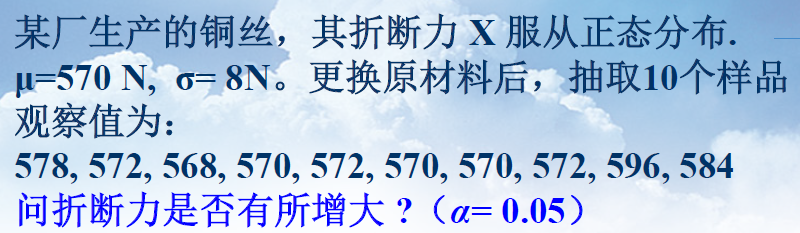 某厂生产的铜丝，其折断力 X 服从正态分布.
μ=570 N, σ= 8N。更换原材料后，抽取10个样品
观察值为：
578, 572, 568, 570, 572, 570, 570, 572, 596, 584
问折断力是否有所增大 ?（α= 0.05）